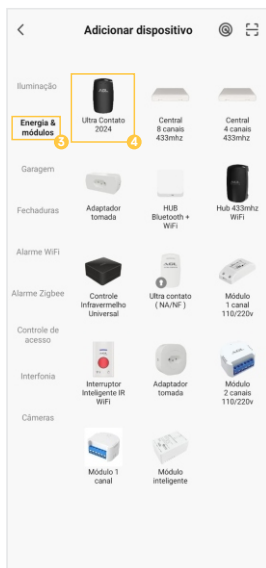 Adicionar dispositivo
Iluminação
Energia &
módulos
3
Garagem
Fechaduras
Alarme WiFi
Alarme Zigbee
Controle de
acesso
Interfonia
Câmeras
Ultra Contato
2024
4
Central
8 canais
433mhz
Central
4 canais
433mhz
Adaptador
tomada
HUB
Bluetooth +
WiFi
Hub 433mhz
WiFi
Controle
Infravermelho
Universal
Ultra contato
( NA/NF )
Módulo
1 canal
110/220v
Interruptor
Inteligente IR
WiFi
Adaptador
tomada
Módulo
2 canais
110/220v
Módulo 1
canal
Módulo
inteligente